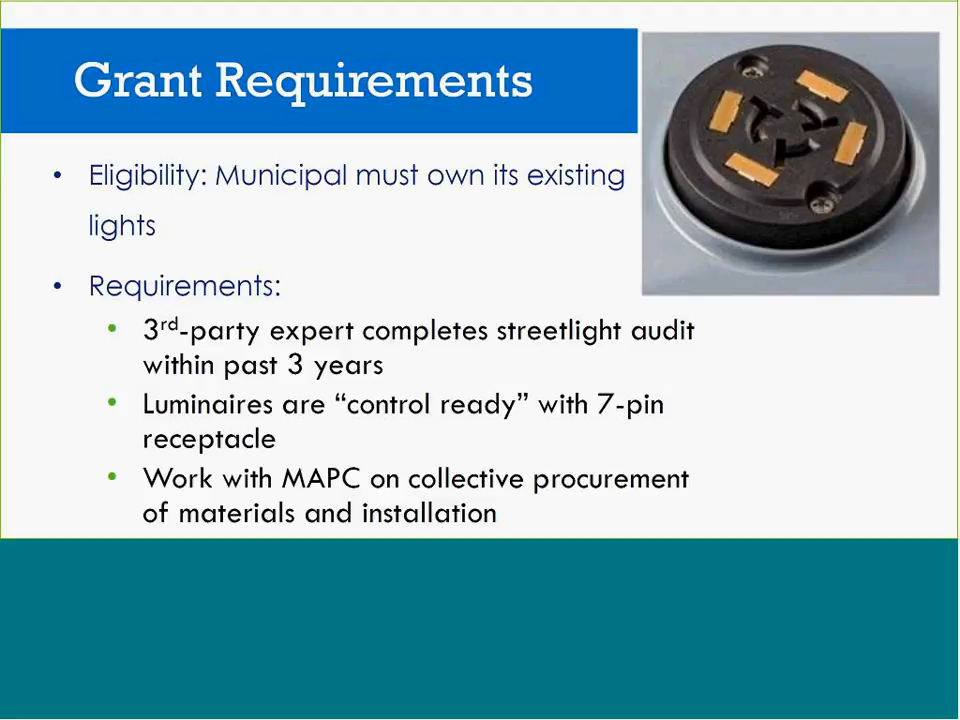 Grant Requirements
• Eligibility: Municipal must own its existing
lights
• Requirements:
• 3rd-party expert completes streetlight audit
within past 3 years
• Luminaires are “control ready” with 7-pin
receptacle
• Work with MAPC on collective procurement
of materials and installation